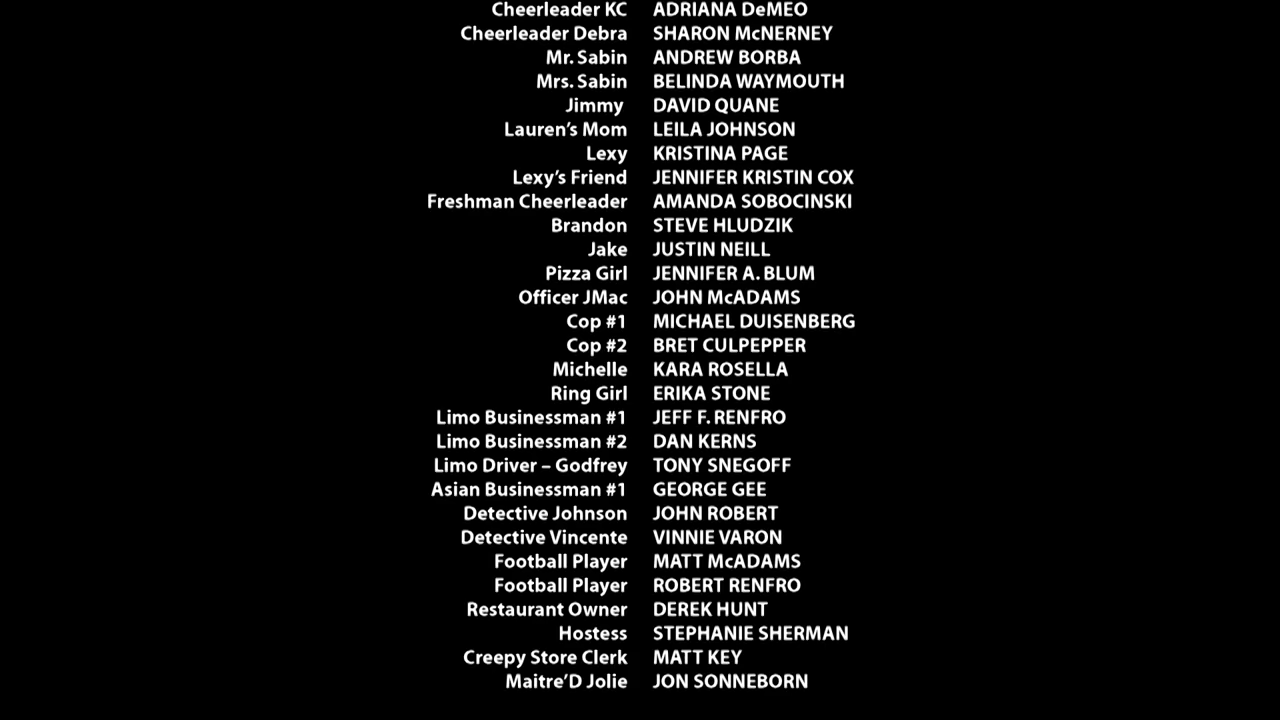 Cheerleader KC ADRIANA DeMEO
Cheerleader Debra SHARON McNERNEY
Mr. Sabin ANDREW BORBA
Mrs. Sabin BELINDA WAYMOUTH
Jimmy DAVID QUANE
Lauren's Mom LEILA JOHNSON
Lexy KRISTINA PAGE
Lexy's Friend JENNIFER KRISTIN COX
Freshman Cheerleader AMANDA SOBOCINSKI
Brandon STEVE HLUDZIK
Jake JUSTIN NEILL
Pizza Girl JENNIFER A. BLUM
Officer JMac JOHN McADAMS
Cop #1 MICHAEL DUISENBERG
Cop #2 BRET CULPEPPER
Michelle KARA ROSELLA
Ring Girl ERIKA STONE
Limo Businessman #1 JEFF F. RENFRO
Limo Businessman #2 DAN KERNS
Limo Driver – Godfrey TONY SNEGOFF
Asian Businessman #1 GEORGE GEE
Detective Johnson JOHN ROBERT
Detective Vincente VINNIE VARON
Football Player MATT McADAMS
Football Player ROBERT RENFRO
Restaurant Owner DEREK HUNT
Hostess STEPHANIE SHERMAN
Creepy Store Clerk MATT KEY
Maitre'D Jolie JON SONNEBORN